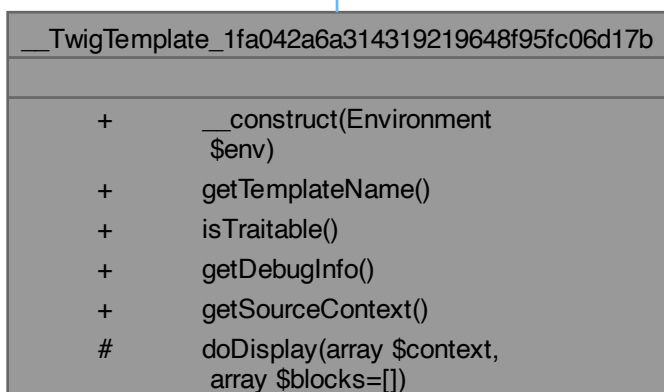 __TwigTemplate_1fa042a6a314319219648f95fc06d17b
+ __construct(Environment
$env)
+ getTemplateName()
+ isTraitable()
+ getDebugInfo()
+ getSourceContext()
# doDisplay(array $context,
array $blocks=[])